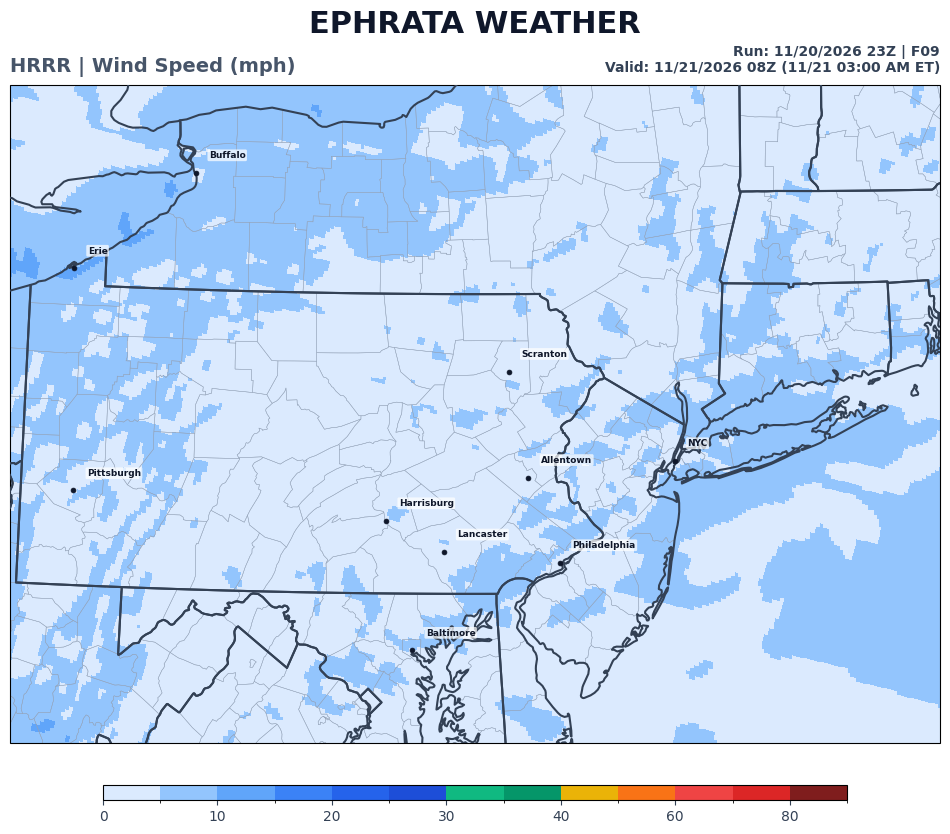 EPHRATA WEATHER
HRRR | Wind Speed (mph)
Run: 11/20/2026 23Z | F09
Valid: 11/21/2026 08Z (11/21 03:00 AM ET)
Buffalo
Erie
Scranton
NYC
Allentown
Pittsburgh
Harrisburg
Lancaster
Philadelphia
Baltimore
0 10 20 30 40 60 80